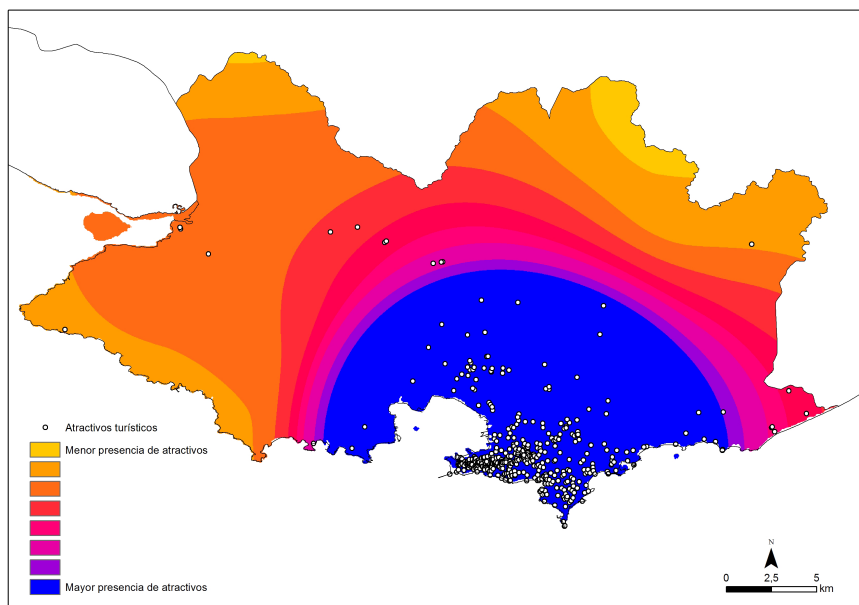 Atractivos turísticos
Menor presencia de atractivos
Mayor presencia de atractivos
N
0 2,5 5
km